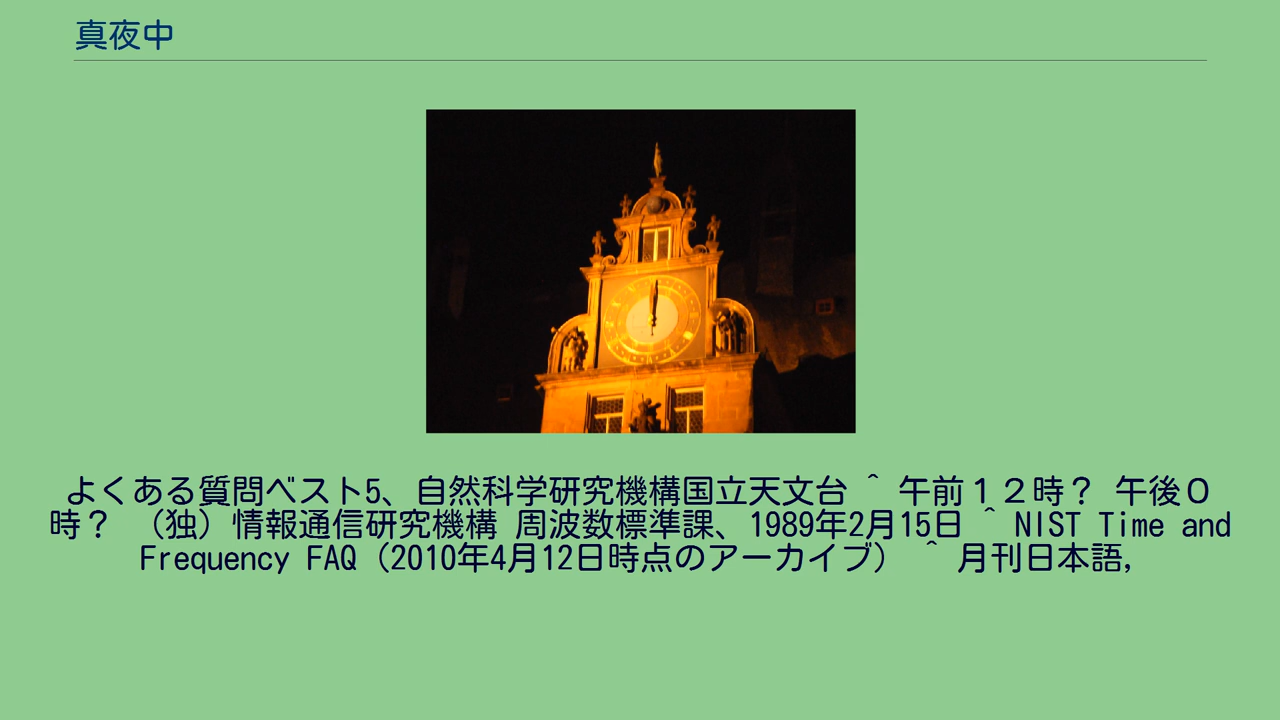 真夜中
よくある質問ベスト5、自然科学研究機構国立天文台 ^ 午前１２時？ 午後０
時？ （独）情報通信研究機構 周波数標準課、1989年2月15日 ^ NIST Time and
Frequency FAQ（2010年4月12日時点のアーカイブ） ^ 月刊日本語,